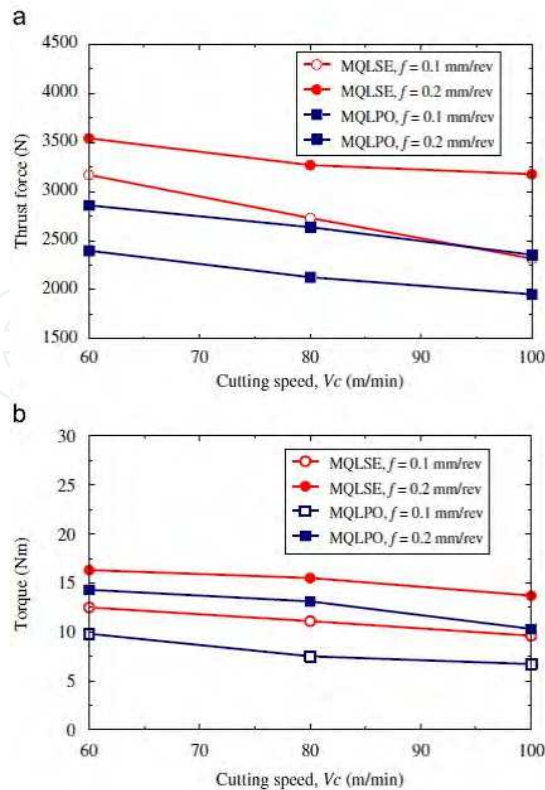 a
4500
4000
3500
3000
2500
2000
1500
Thrust force (N)
MQLSE, f = 0.1 mm/rev
MQLSE, f = 0.2 mm/rev
MQLPO, f = 0.1 mm/rev
MQLPO, f = 0.2 mm/rev
60 70 80 90 100
Cutting speed, Vc (m/min)
b
30
25
20
15
10
5
0
Torque (Nm)
MQLSE, f = 0.1 mm/rev
MQLSE, f = 0.2 mm/rev
MQLPO, f = 0.1 mm/rev
MQLPO, f = 0.2 mm/rev
60 70 80 90 100
Cutting speed, Vc (m/min)